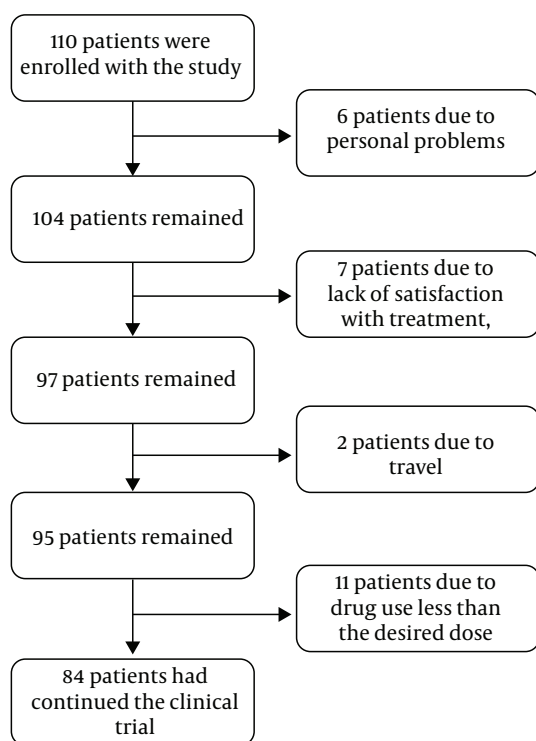 110 patients were
enrolled with the study
6 patients due to
personal problems
104 patients remained
7 patients due to
lack of satisfaction
with treatment,
97 patients remained
2 patients due to
travel
95 patients remained
11 patients due to
drug use less than
the desired dose
84 patients had
continued the clinical
trial